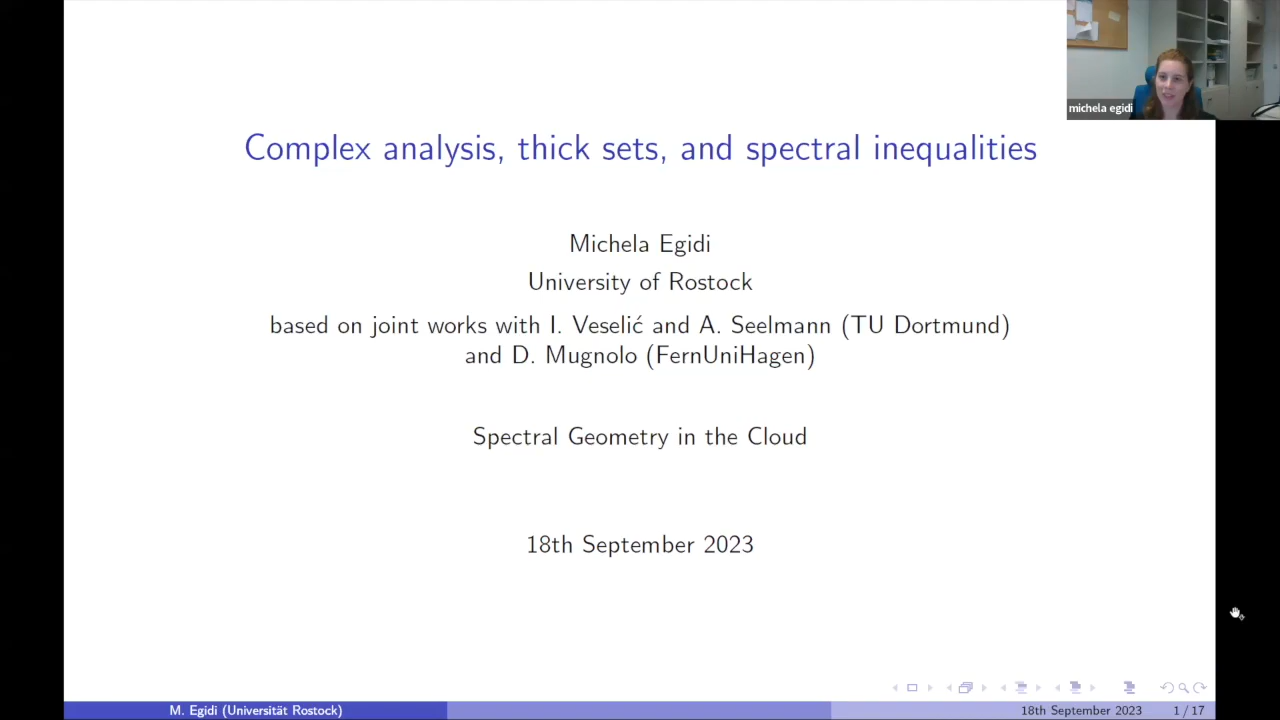 michela egidi
Complex analysis, thick sets, and spectral inequalities
Michela Egidi
University of Rostock
based on joint works with I. Veselić and A. Seelmann (TU Dortmund)
and D. Mugnolo (FernUniHagen)
Spectral Geometry in the Cloud
18th September 2023
M. Egidi (Universität Rostock)
18th September 2023
1 / 17